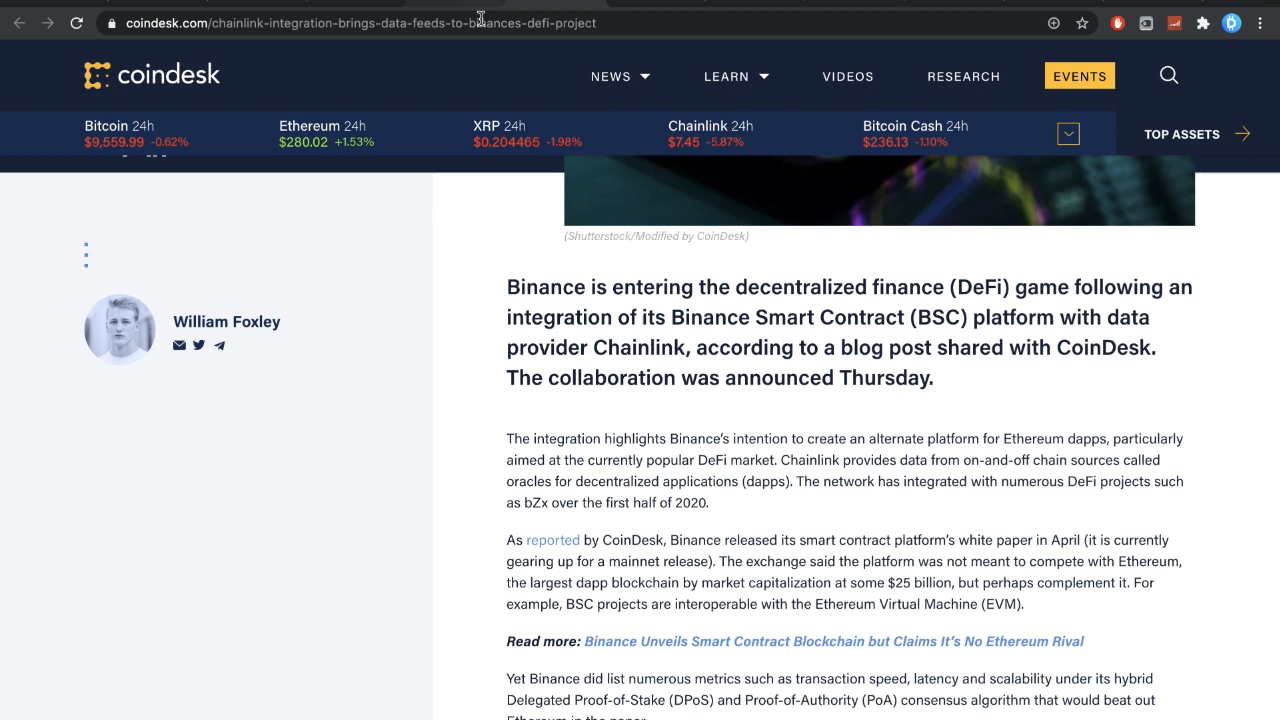 coindesk.com/chainlink-integration-brings-data-feeds-to-binances-defi-project
coindesk
NEWS
LEARN
VIDEOS
RESEARCH
EVENTS
Bitcoin 24h
$9,559.99 -0.62%
Ethereum 24h
$280.02 +1.53%
XRP 24h
$0.204465 -1.98%
Chainlink 24h
$7.45 -5.87%
Bitcoin Cash 24h
$236.13 -1.10%
TOP ASSETS
(Shutterstock/Modified by CoinDesk)
William Foxley
Binance is entering the decentralized finance (DeFi) game following an
integration of its Binance Smart Contract (BSC) platform with data
provider Chainlink, according to a blog post shared with CoinDesk.
The collaboration was announced Thursday.
The integration highlights Binance’s intention to create an alternate platform for Ethereum dapps, particularly
aimed at the currently popular DeFi market. Chainlink provides data from on-and-off chain sources called
oracles for decentralized applications (dapps). The network has integrated with numerous DeFi projects such
as bZx over the first half of 2020.
As reported by CoinDesk, Binance released its smart contract platform’s white paper in April (it is currently
gearing up for a mainnet release). The exchange said the platform was not meant to compete with Ethereum,
the largest dapp blockchain by market capitalization at some $25 billion, but perhaps complement it. For
example, BSC projects are interoperable with the Ethereum Virtual Machine (EVM).
Read more: Binance Unveils Smart Contract Blockchain but Claims It’s No Ethereum Rival
Yet Binance did list numerous metrics such as transaction speed, latency and scalability under its hybrid
Delegated Proof-of-Stake (DPoS) and Proof-of-Authority (PoA) consensus algorithm that would beat out
Ethereum in the paper.